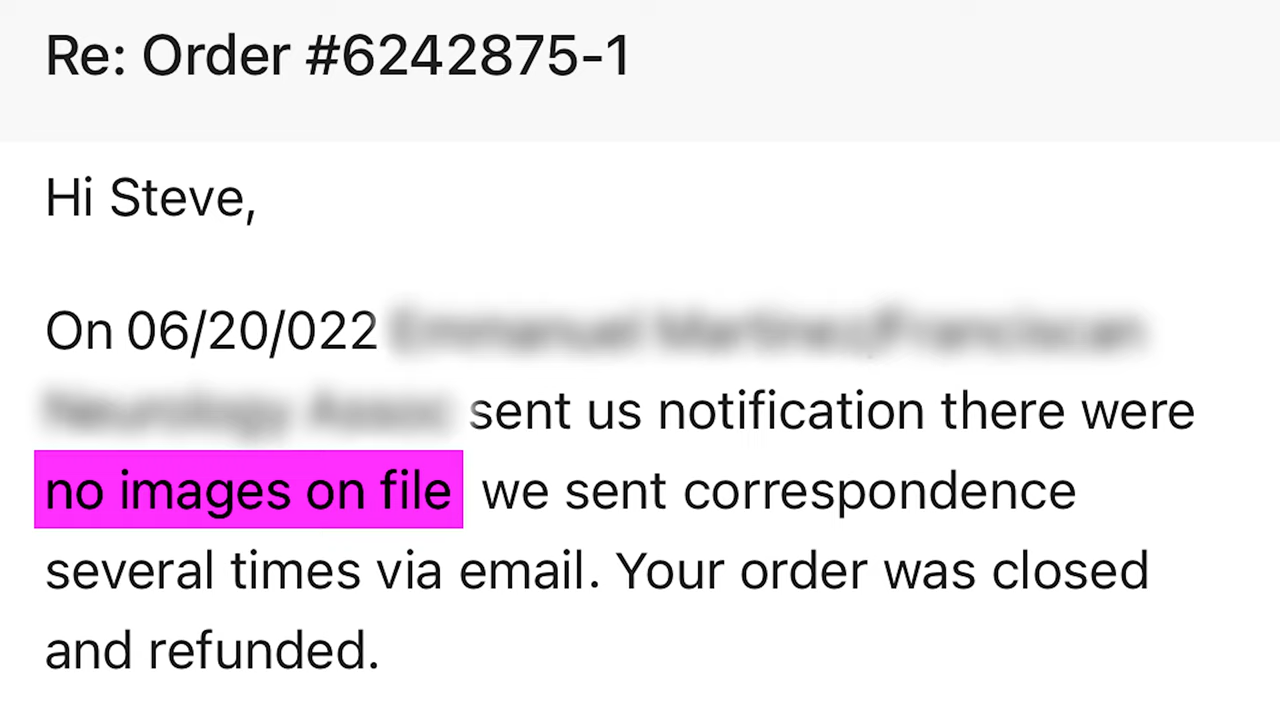 Re: Order #6242875-1
Hi Steve,
On 06/20/022
sent us notification there were
no images on file we sent correspondence
several times via email. Your order was closed
and refunded.